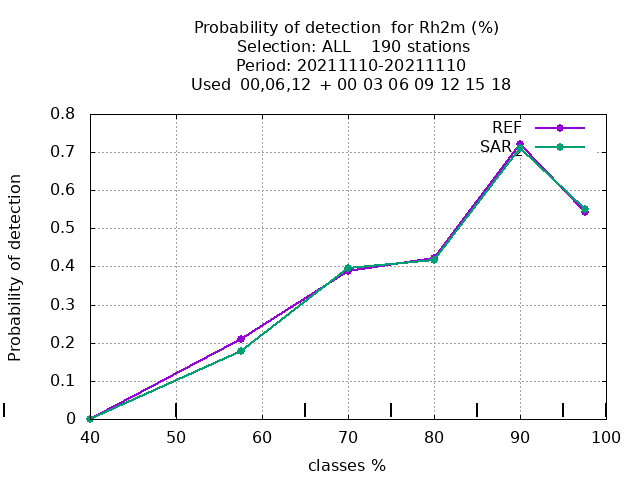 Probability of detection for Rh2m (%)
Selection: ALL 190 stations
Period: 20211110-20211110
Used 00,06,12 + 00 03 06 09 12 15 18
REF
SAR_
Probability of detection
0.8
0.7
0.6
0.5
0.4
0.3
0.2
0.1
0
40 50 60 70 80 90 100
classes %